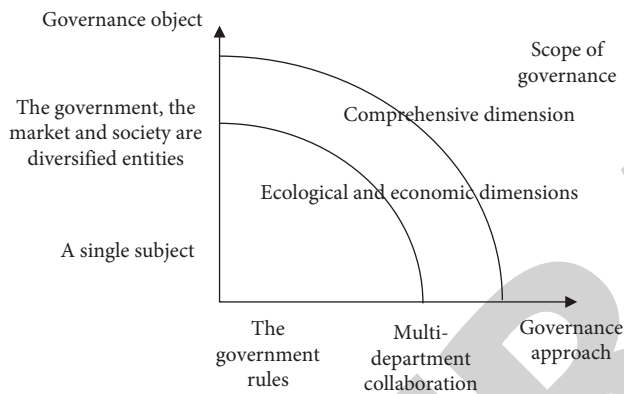 Governance object
Scope of
governance
The government, the
market and society are
diversified entities
Comprehensive dimension
Ecological and economic dimensions
A single subject
The
government
rules
Multi-
department
collaboration
Governance
approach